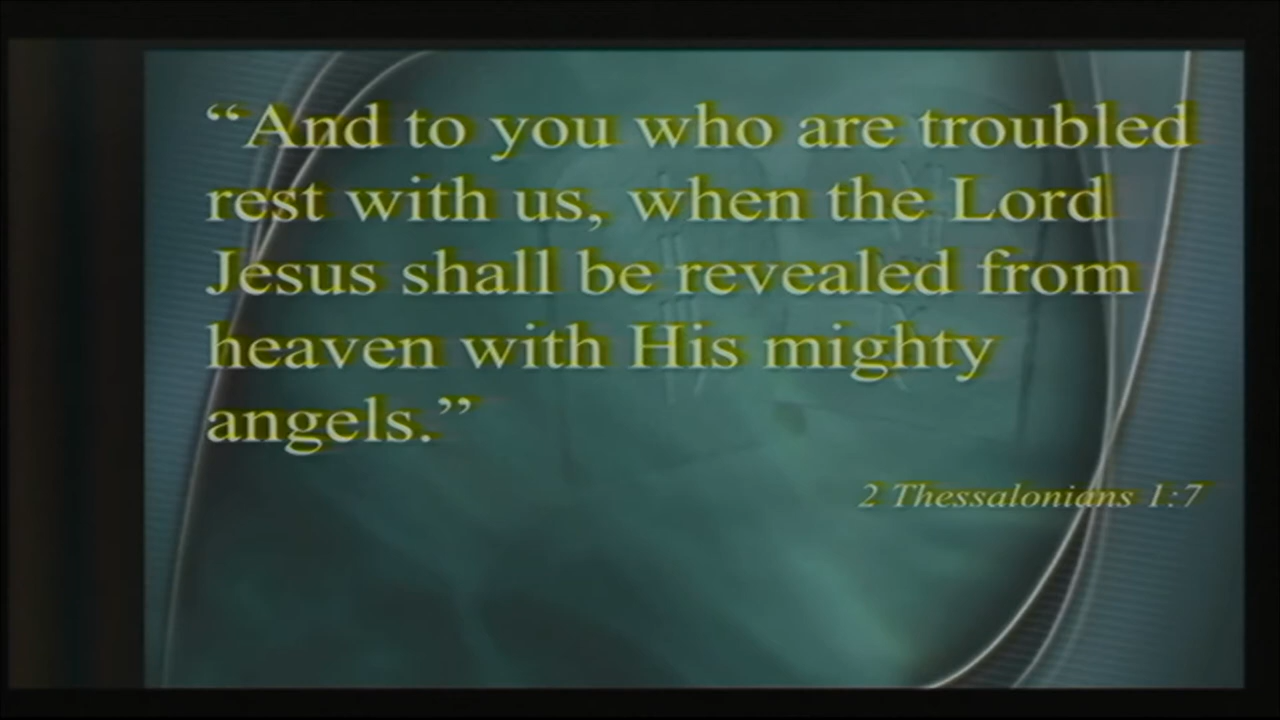 “And to you who are troubled
rest with us, when the Lord
Jesus shall be revealed from
heaven with His mighty
angels.”
2 Thessalonians 1:7